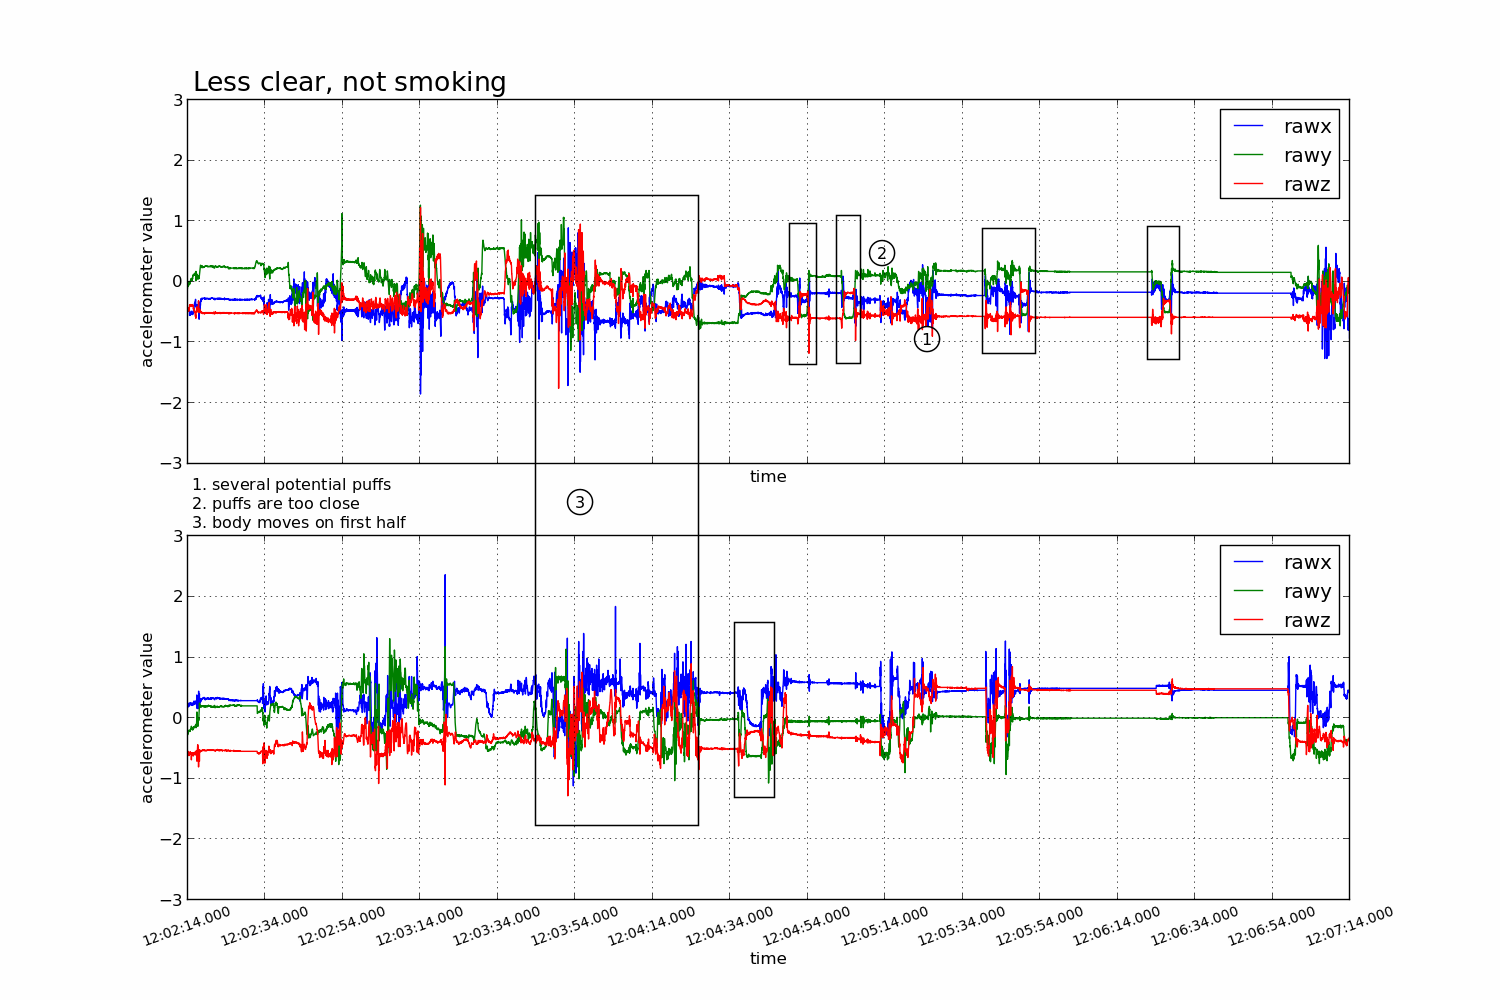 Less clear, not smoking
3
2
1
0
−1
−2
−3
accelerometer value
rawx
rawy
rawz
2
1
time
1. several potential puffs
2. puffs are too close
3. body moves on first half
3
3
2
1
0
−1
−2
−3
accelerometer value
rawx
rawy
rawz
12:02:14.000
12:02:34.000
12:02:54.000
12:03:14.000
12:03:34.000
12:03:54.000
12:04:14.000
12:04:34.000
12:04:54.000
12:05:14.000
12:05:34.000
12:05:54.000
12:06:14.000
12:06:34.000
12:06:54.000
12:07:14.000
time